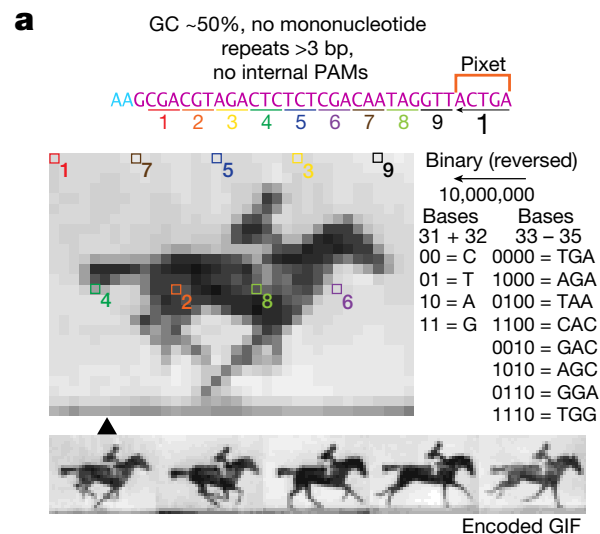 a
GC ~50%, no mononucleotide
repeats >3 bp,
no internal PAMs
Pixet
AAGCGACGTAGACTCTCTCGACAATAGGTTACTGA
1 2 3 4 5 6 7 8 9 1
1 7 5 3 9
4 2 8 6
Binary (reversed)
10,000,000
Bases Bases
31 + 32 33 – 35
00 = C 0000 = TGA
01 = T 1000 = AGA
10 = A 0100 = TAA
11 = G 1100 = CAC
0010 = GAC
1010 = AGC
0110 = GGA
1110 = TGG
Encoded GIF